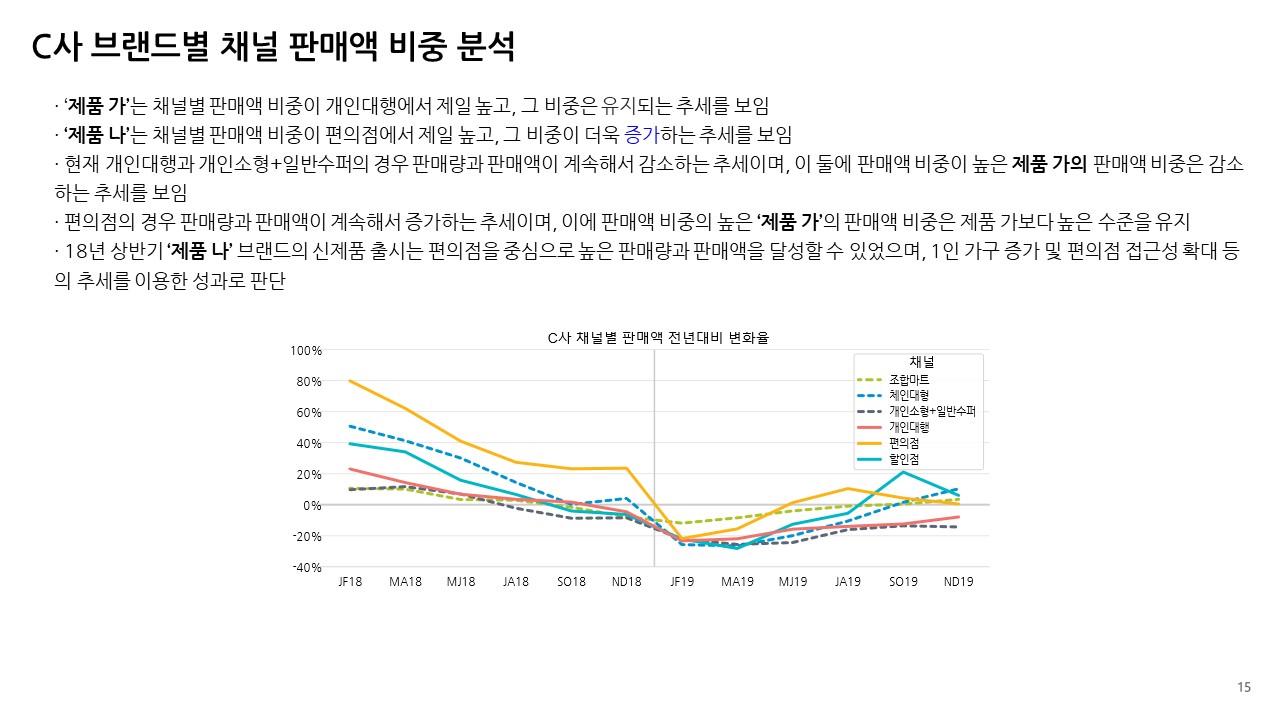 C사 브랜드별 채널 판매액 비중 분석
· ‘제품 가’는 채널별 판매액 비중이 개인대행에서 제일 높고, 그 비중은 유지되는 추세를 보임
· ‘제품 나’는 채널별 판매액 비중이 편의점에서 제일 높고, 그 비중이 더욱 증가하는 추세를 보임
· 현재 개인대행과 개인소형+일반수퍼의 경우 판매량과 판매액이 계속해서 감소하는 추세이며, 이 둘에 판매액 비중이 높은 제품 가의 판매액 비중은 감소
하는 추세를 보임
· 편의점의 경우 판매량과 판매액이 계속해서 증가하는 추세이며, 이에 판매액 비중의 높은 ‘제품 가’의 판매액 비중은 제품 가보다 높은 수준을 유지
· 18년 상반기 ‘제품 나’ 브랜드의 신제품 출시는 편의점을 중심으로 높은 판매량과 판매액을 달성할 수 있었으며, 1인 가구 증가 및 편의점 접근성 확대 등
의 추세를 이용한 성과로 판단
C사 채널별 판매액 전년대비 변화율
100%
80%
60%
40%
20%
0%
-20%
-40%
채널
조합마트
체인대형
개인소형+일반수퍼
개인대행
편의점
할인점
JF18 MA18 MJ18 JA18 SO18 ND18 JF19 MA19 MJ19 JA19 SO19 ND19
15